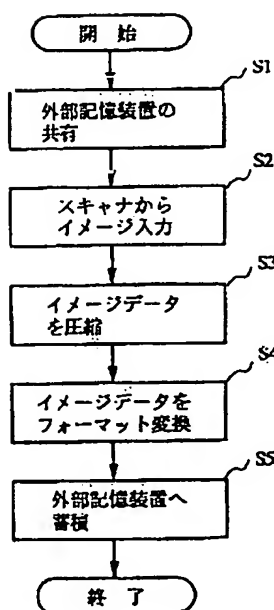 開始
S1
外部記憶装置の
共有
S2
スキャナから
イメージ入力
S3
イメージデータ
を圧縮
S4
イメージデータを
フォーマット変換
S5
外部記憶装置へ
蓄積
終了